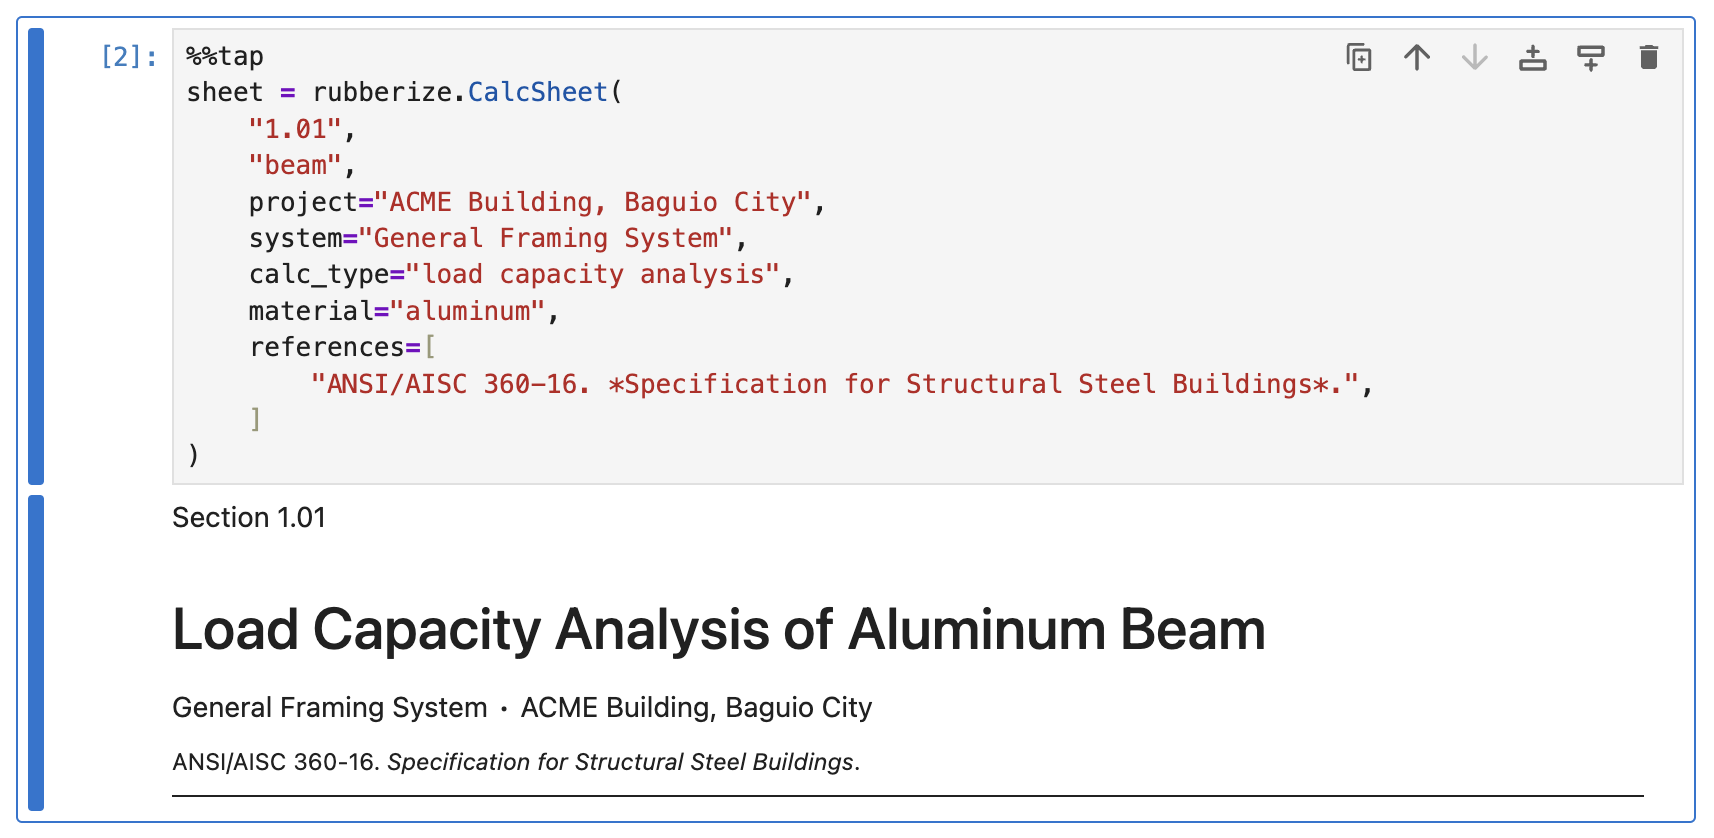 [2]:
%%tap
sheet = rubberize.CalcSheet(
    "1.01",
    "beam",
    project="ACME Building, Baguio City",
    system="General Framing System",
    calc_type="load capacity analysis",
    material="aluminum",
    references=[
        "ANSI/AISC 360-16. *Specification for Structural Steel Buildings*.",
    ]
)
Section 1.01
Load Capacity Analysis of Aluminum Beam
General Framing System · ACME Building, Baguio City
ANSI/AISC 360-16. Specification for Structural Steel Buildings.